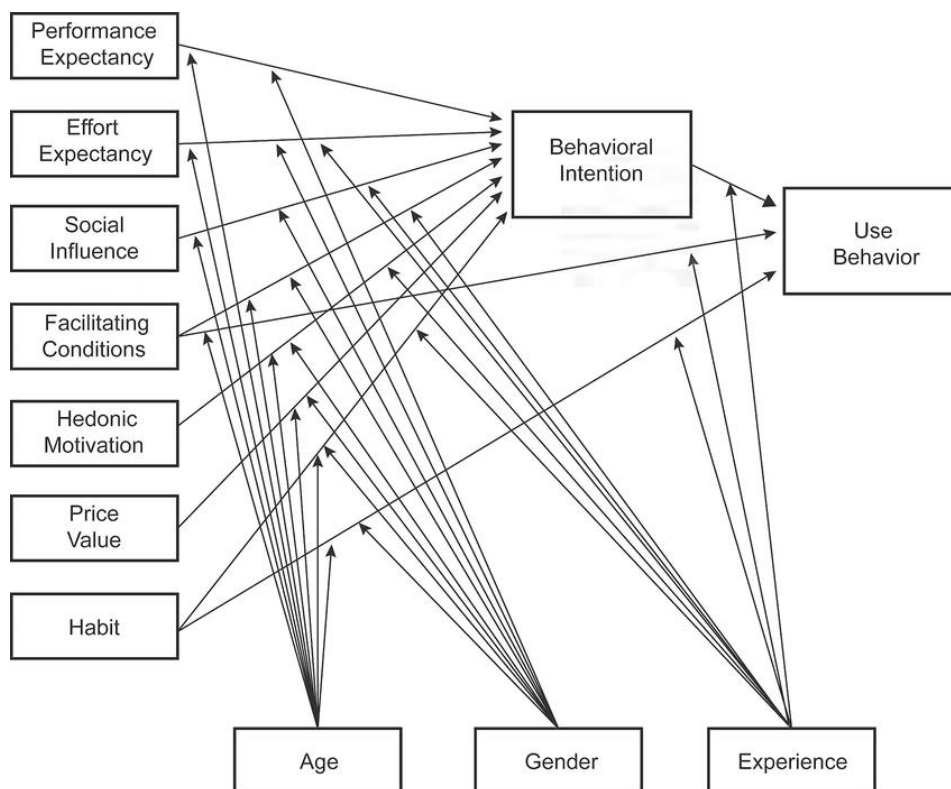 Performance
Expectancy
Effort
Expectancy
Behavioral
Intention
Social
Influence
Use
Behavior
Facilitating
Conditions
Hedonic
Motivation
Price
Value
Habit
Age
Gender
Experience